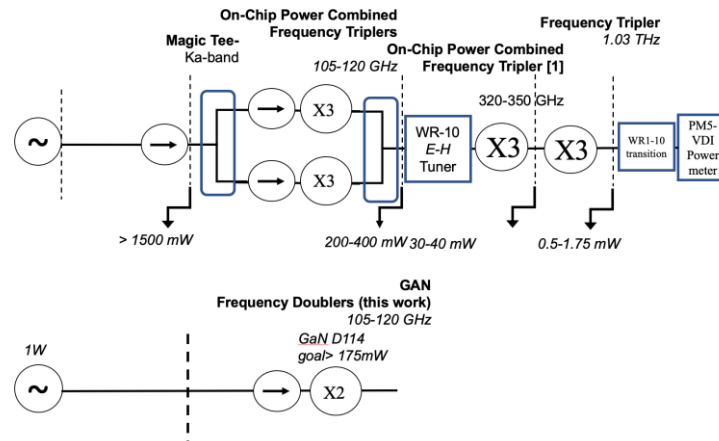 On-Chip Power Combined
Frequency Triplers
105-120 GHz
Magic Tee-
Ka-band
On-Chip Power Combined
Frequency Tripler [1]
320-350 GHz
Frequency Tripler
1.03 THz
~
X3
X3
WR-10
E-H
Tuner
X3
X3
WR1-10
transition
PM5-
VDI
Power
meter
> 1500 mW
200-400 mW
30-40 mW
0.5-1.75 mW
GAN
Frequency Doublers (this work)
105-120 GHz
GaN D114
goal> 175mW
1W
~
X2